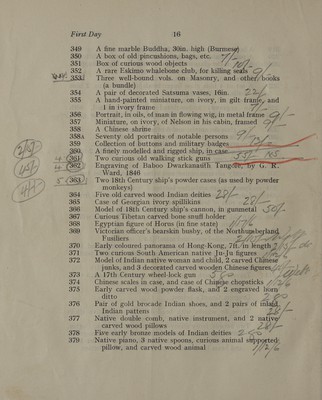 First Day 16
349 A fine marble Buddha, 30in. high (Burmese)
350 A box of old pincushions, bags, etc. 7/-
351 Box of curious wood objects 10/-
352 A rare Eskimo whalebone club, for killing seals 9/-
353 Three well-bound vols. on Masonry, and other books
(a bundle)
354 A pair of decorated Satsuma vases, 16in. 22/-
355 A hand-painted miniature, on ivory, in gilt frame, and
1 in ivory frame
356 Portrait, in oils, of man in flowing wig, in metal frame
357 Miniature, on ivory, of Nelson in his cabin, framed
358 A Chinese shrine
358a Seventy old portraits of notable persons
359 Collection of buttons and military badges
360 A finely modelled and rigged ship, in case
361 Two curious old walking stick guns
362 Engraving of Baboo Dwarkanauth Tangore, by G. R.
Ward, 1846
363 Two 18th Century ship's powder cases (as used by powder
monkeys)
364 Five old carved wood Indian deities
365 Case of Georgian ivory spillikins
366 Model of 18th Century ship's cannon, in gunmetal 50/-
367 Curious Tibetan carved bone snuff holder
368 Egyptian figure of Horus (in fine state)
369 Victorian officer's bearskin busby, of the Northumberland
Fusiliers
370 Early coloured panorama of Hong-Kong, 7ft. in length
371 Two curious South American native Ju-Ju figures
372 Model of Indian native woman and child, 2 carved Chinese
junks, and 3 decorated carved wooden Chinese figures
373 A 17th Century wheel-lock gun
374 Chinese scales, in case, and case of Chinese chopsticks
375 Early carved wood powder flask, and 2 engraved horn
ditto
376 Pair of gold brocade Indian shoes, and 2 pairs of inlaid
Indian pattens
377 Native double comb, native instrument, and 2 native
carved wood pillows
378 Five early bronze models of Indian deities
379 Native piano, 3 native spoons, curious animal supported
pillow, and carved wood animal